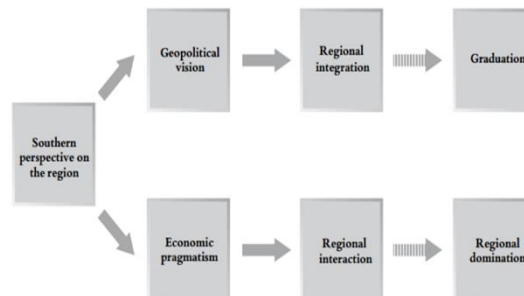 Geopolitical
vision
Regional
integration
Graduation
Southern
perspective on
the region
Economic
pragmatism
Regional
interaction
Regional
domination